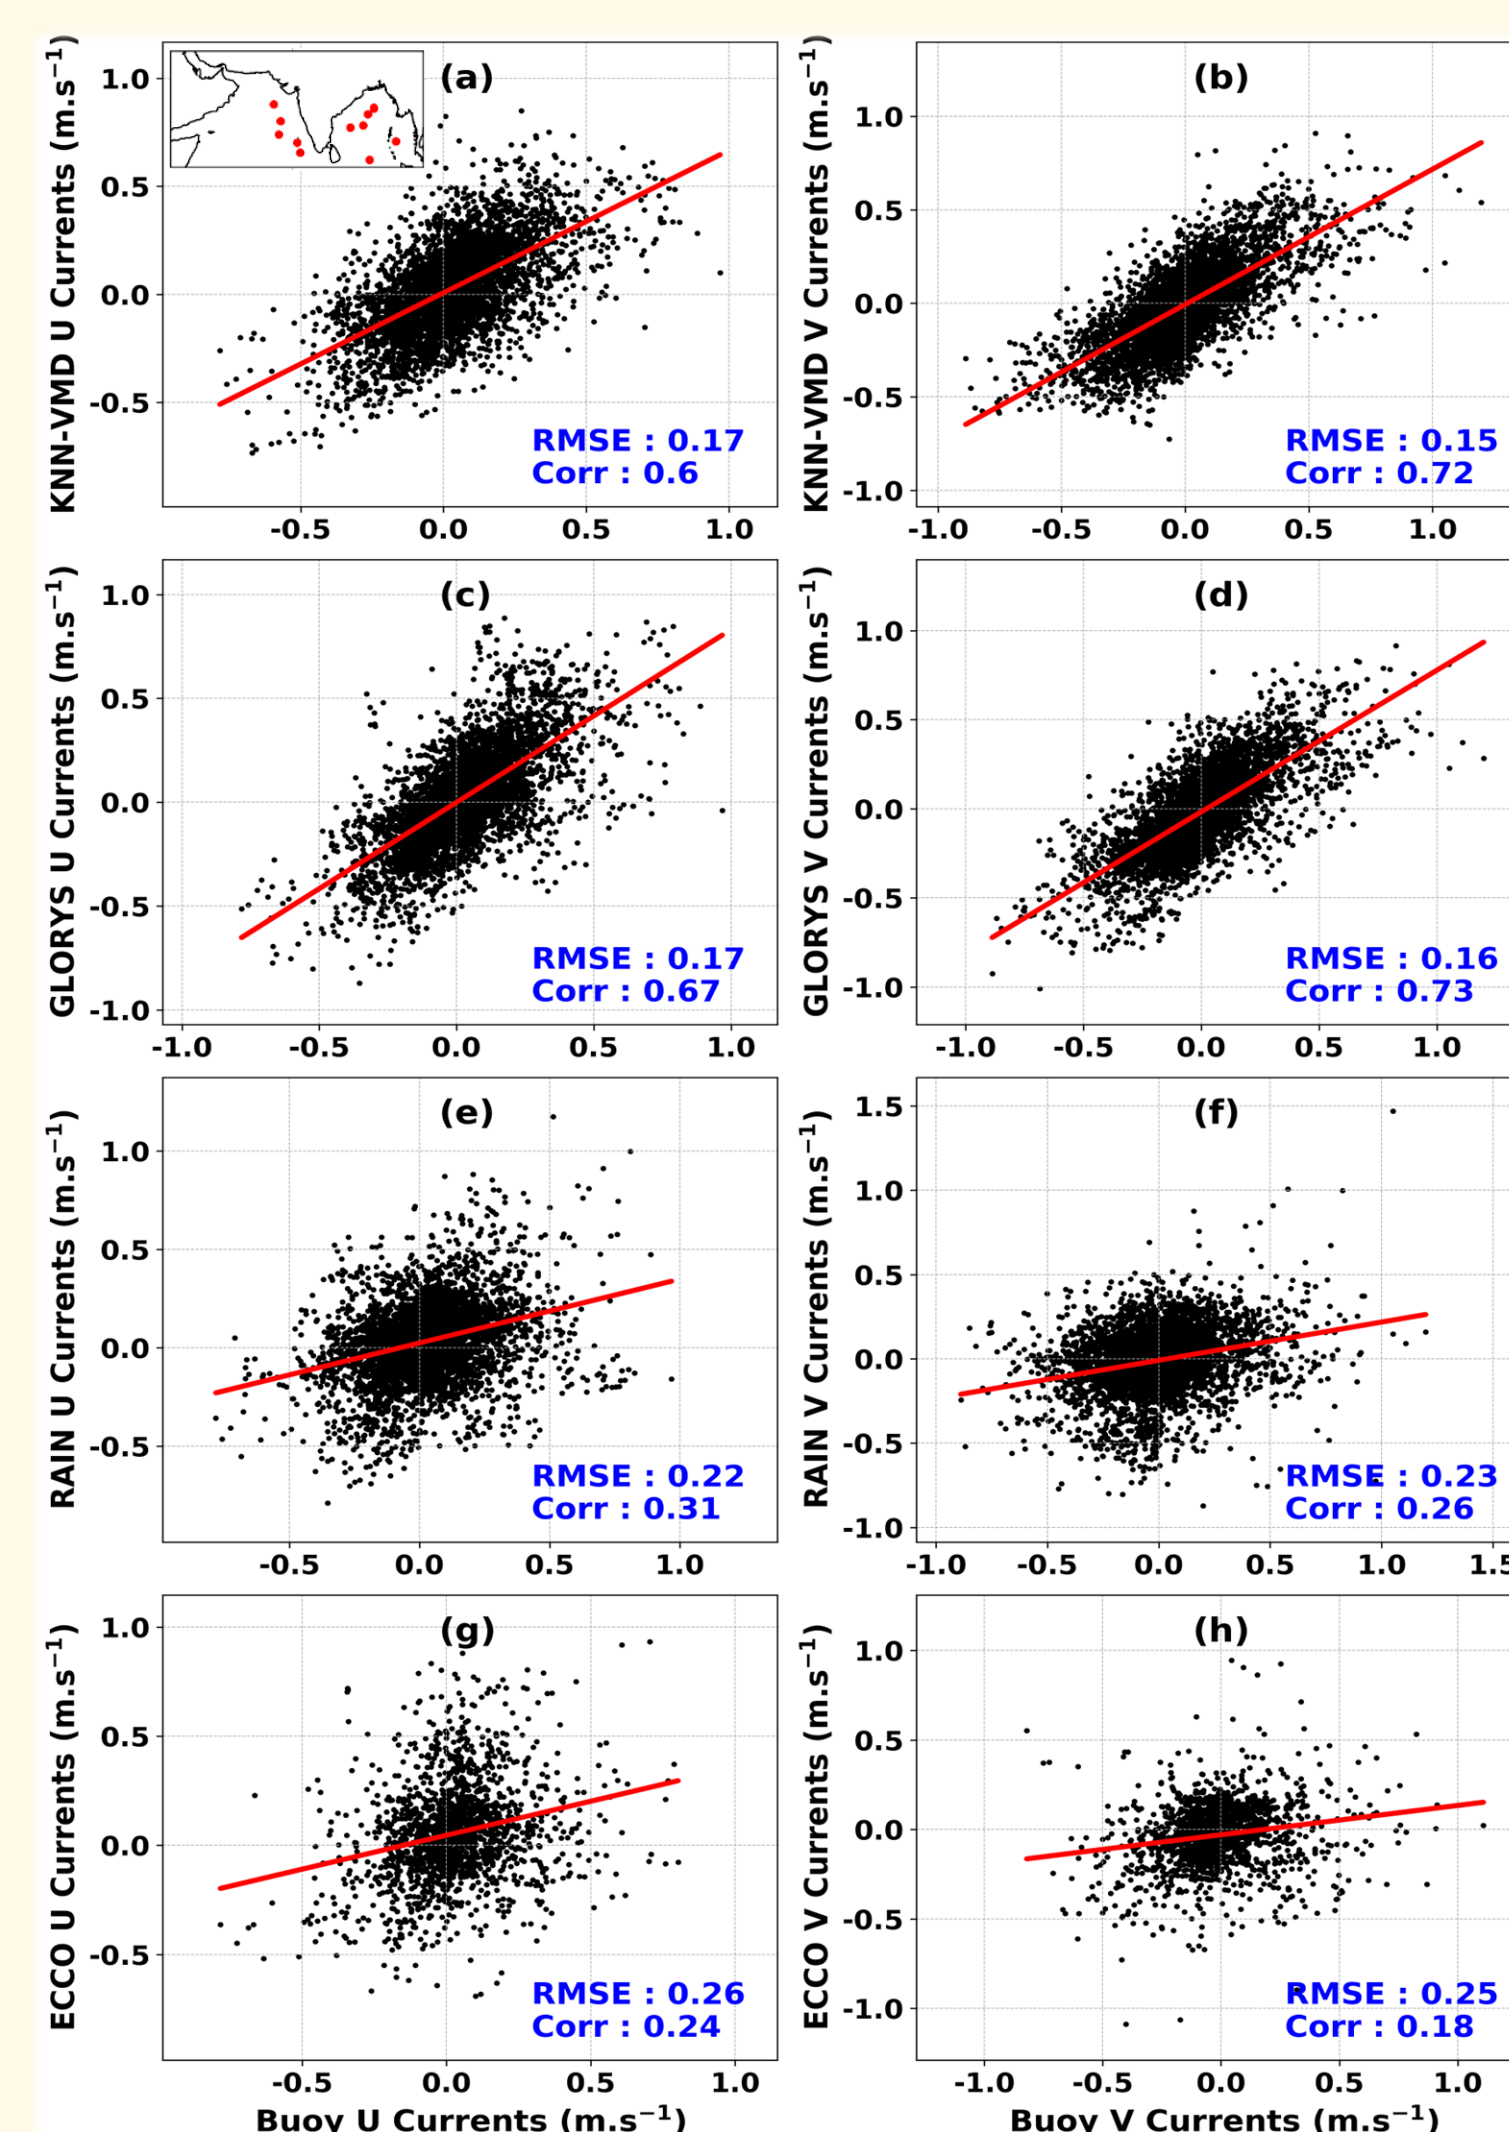 (a)
KNN-VMD U Currents (m.s⁻¹)
1.0
0.5
0.0
-0.5
RMSE : 0.17
Corr : 0.6
-0.5 0.0 0.5 1.0
(b)
KNN-VMD V Currents (m.s⁻¹)
1.0
0.5
0.0
-0.5
-1.0
RMSE : 0.15
Corr : 0.72
-1.0 -0.5 0.0 0.5 1.0
(c)
GLORYS U Currents (m.s⁻¹)
1.0
0.5
0.0
-0.5
-1.0
RMSE : 0.17
Corr : 0.67
-1.0 -0.5 0.0 0.5 1.0
(d)
GLORYS V Currents (m.s⁻¹)
1.0
0.5
0.0
-0.5
-1.0
RMSE : 0.16
Corr : 0.73
-1.0 -0.5 0.0 0.5 1.0
(e)
RAIN U Currents (m.s⁻¹)
1.0
0.5
0.0
-0.5
RMSE : 0.22
Corr : 0.31
-0.5 0.0 0.5 1.0
(f)
RAIN V Currents (m.s⁻¹)
1.5
1.0
0.5
0.0
-0.5
-1.0
RMSE : 0.23
Corr : 0.26
-1.0 -0.5 0.0 0.5 1.0 1.5
(g)
ECCO U Currents (m.s⁻¹)
1.0
0.5
0.0
-0.5
RMSE : 0.26
Corr : 0.24
-0.5 0.0 0.5 1.0
Buoy U Currents (m.s⁻¹)
(h)
ECCO V Currents (m.s⁻¹)
1.0
0.5
0.0
-0.5
-1.0
RMSE : 0.25
Corr : 0.18
-1.0 -0.5 0.0 0.5 1.0
Buoy V Currents (m.s⁻¹)